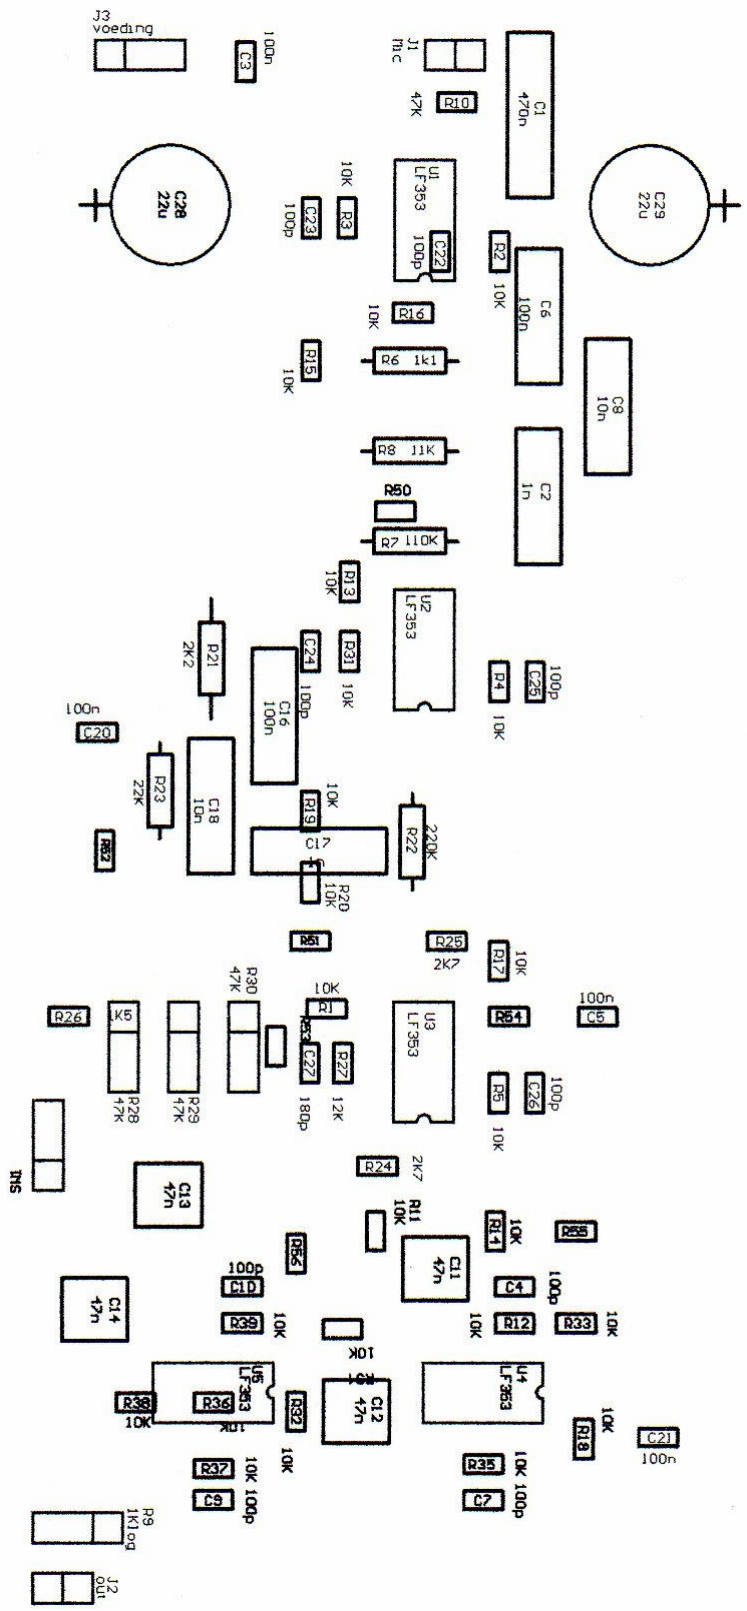 J3
voeding
100n
C3
J1
Mic
47K
R10
C1
470n
10K
U1
LF353
C28
22u
C29
22u
100p
C23
R3
100p
C22
R2
10K
C6
100n
10K
R16
R15
10K
R6 1k1
C8
10n
R8 11K
C2
1n
R50
R7 110K
R13
10K
U2
LF353
R21
2K2
C24
100p
R31
10K
R4
10K
C25
100p
C16
100n
100n
C20
R23
22K
C18
10n
10K
R19
C17
R22
220K
R52
R20
10K
R51
R25
2K7
R17
10K
R30
47K
10K
R1
R26
1K5
R53
U3
LF353
R54
100n
C5
C27
180p
R27
12K
R5
10K
C26
100p
R28
47K
R29
47K
SW1
R24
2K7
C13
47n
R11
10K
R14
10K
R55
R56
C11
47n
100p
C10
C4
100p
C14
47n
R39
10K
10K
R12
R33
10K
10K
U5
LF353
U4
LF353
R38
10K
R36
10K
R32
10K
C12
47n
R18
10K
C21
100n
R37
10K
R35
10K
C9
100p
C7
100p
R9
1Klog
J2
out